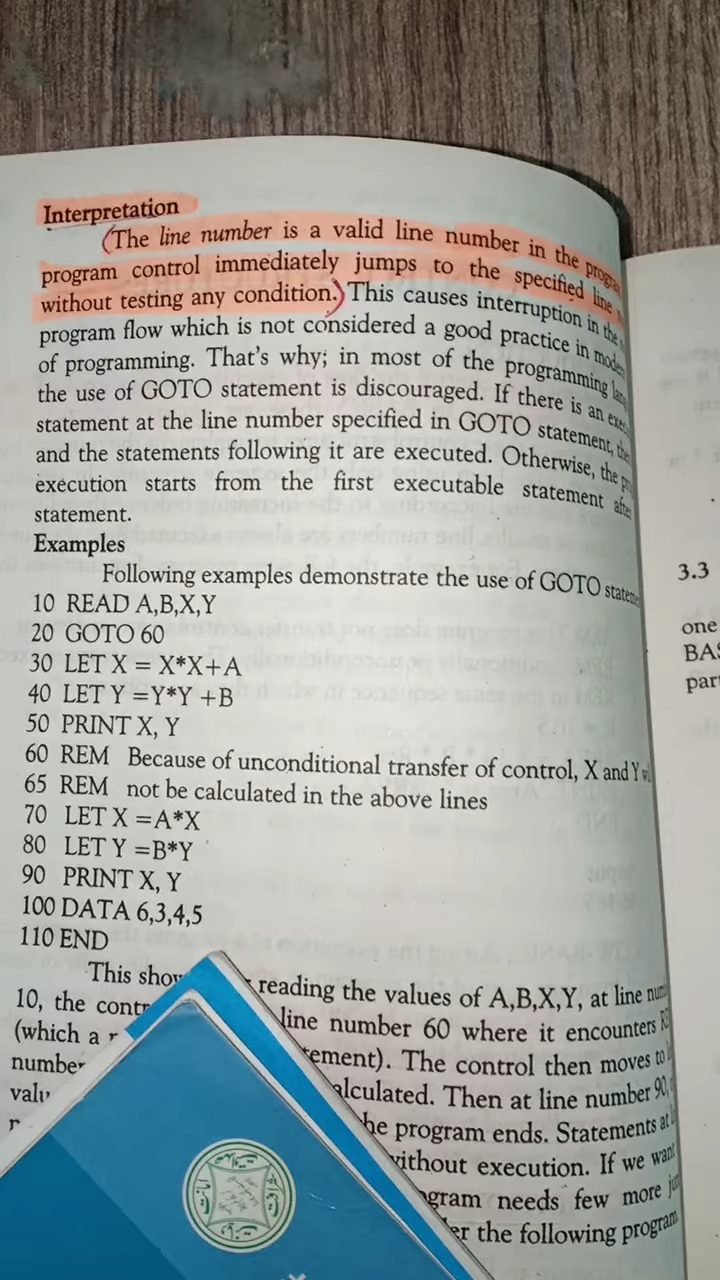 Interpretation
(The line number is a valid line number in the
program control immediately jumps to the specified line
without testing any condition.) This causes interruption in the
program flow which is not considered a good practice in
of programming. That's why; in most of the programming
the use of GOTO statement is discouraged. If there is an
statement at the line number specified in GOTO statement,
and the statements following it are executed. Otherwise, the
execution starts from the first executable statement after
statement.
Examples
Following examples demonstrate the use of GOTO
10 READ A,B,X,Y
20 GOTO 60
30 LET X = X*X+A
40 LET Y =Y*Y +B
50 PRINT X, Y
60 REM Because of unconditional transfer of control, X and Y
65 REM not be calculated in the above lines
70 LET X =A*X
80 LET Y =B*Y
90 PRINT X, Y
100 DATA 6,3,4,5
110 END
This reading the values of A,B,X,Y, at line
10, the line number 60 where it encounters
(which a The control then moves to
Then at line number 90,
the program ends. Statements at
without execution. If we want
needs few more
the following program
3.3
one